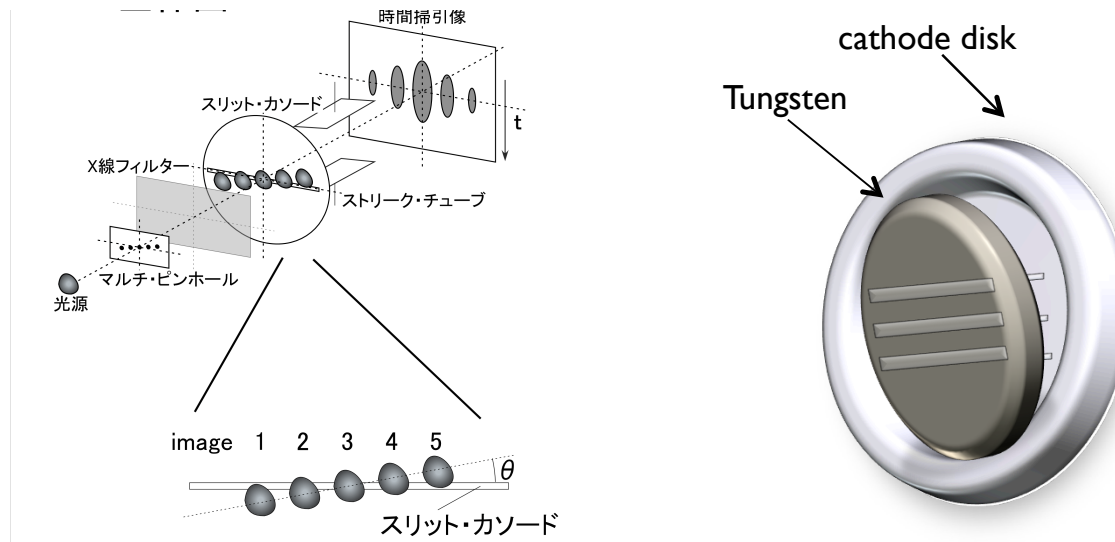 時間掃引像
スリット・カソード
t
X線フィルター
ストリーク・チューブ
マルチ・ピンホール
光源
image 1 2 3 4 5
θ
スリット・カソード
cathode disk
Tungsten